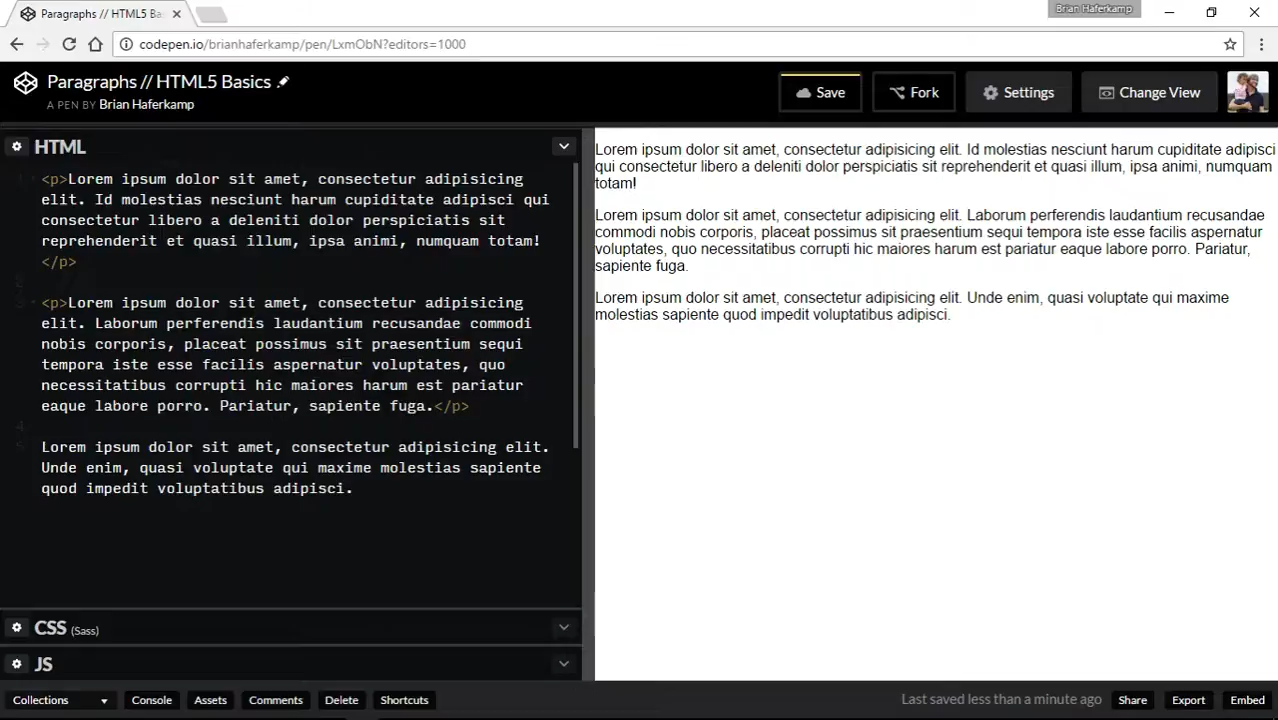 Paragraphs // HTML5 Ba
Brian Haferkamp
codepen.io/brianhaferkamp/pen/LxmObN?editors=1000
Paragraphs // HTML5 Basics
A PEN BY Brian Haferkamp
Save
Fork
Settings
Change View
HTML
1
<p>Lorem ipsum dolor sit amet, consectetur adipisicing
elit. Id molestias nesciunt harum cupiditate adipisci qui
consectetur libero a deleniti dolor perspiciatis sit
reprehenderit et quasi illum, ipsa animi, numquam totam!
</p>
2
3
<p>Lorem ipsum dolor sit amet, consectetur adipisicing
elit. Laborum perferendis laudantium recusandae commodi
nobis corporis, placeat possimus sit praesentium sequi
tempora iste esse facilis aspernatur voluptates, quo
necessitatibus corrupti hic maiores harum est pariatur
eaque labore porro. Pariatur, sapiente fuga.</p>
4
5
Lorem ipsum dolor sit amet, consectetur adipisicing elit.
Unde enim, quasi voluptate qui maxime molestias sapiente
quod impedit voluptatibus adipisci.
Lorem ipsum dolor sit amet, consectetur adipisicing elit. Id molestias nesciunt harum cupiditate adipisci
qui consectetur libero a deleniti dolor perspiciatis sit reprehenderit et quasi illum, ipsa animi, numquam
totam!
Lorem ipsum dolor sit amet, consectetur adipisicing elit. Laborum perferendis laudantium recusandae
commodi nobis corporis, placeat possimus sit praesentium sequi tempora iste esse facilis aspernatur
voluptates, quo necessitatibus corrupti hic maiores harum est pariatur eaque labore porro. Pariatur,
sapiente fuga.
Lorem ipsum dolor sit amet, consectetur adipisicing elit. Unde enim, quasi voluptate qui maxime
molestias sapiente quod impedit voluptatibus adipisci.
CSS (Sass)
JS
Collections
Console
Assets
Comments
Delete
Shortcuts
Last saved less than a minute ago
Share
Export
Embed